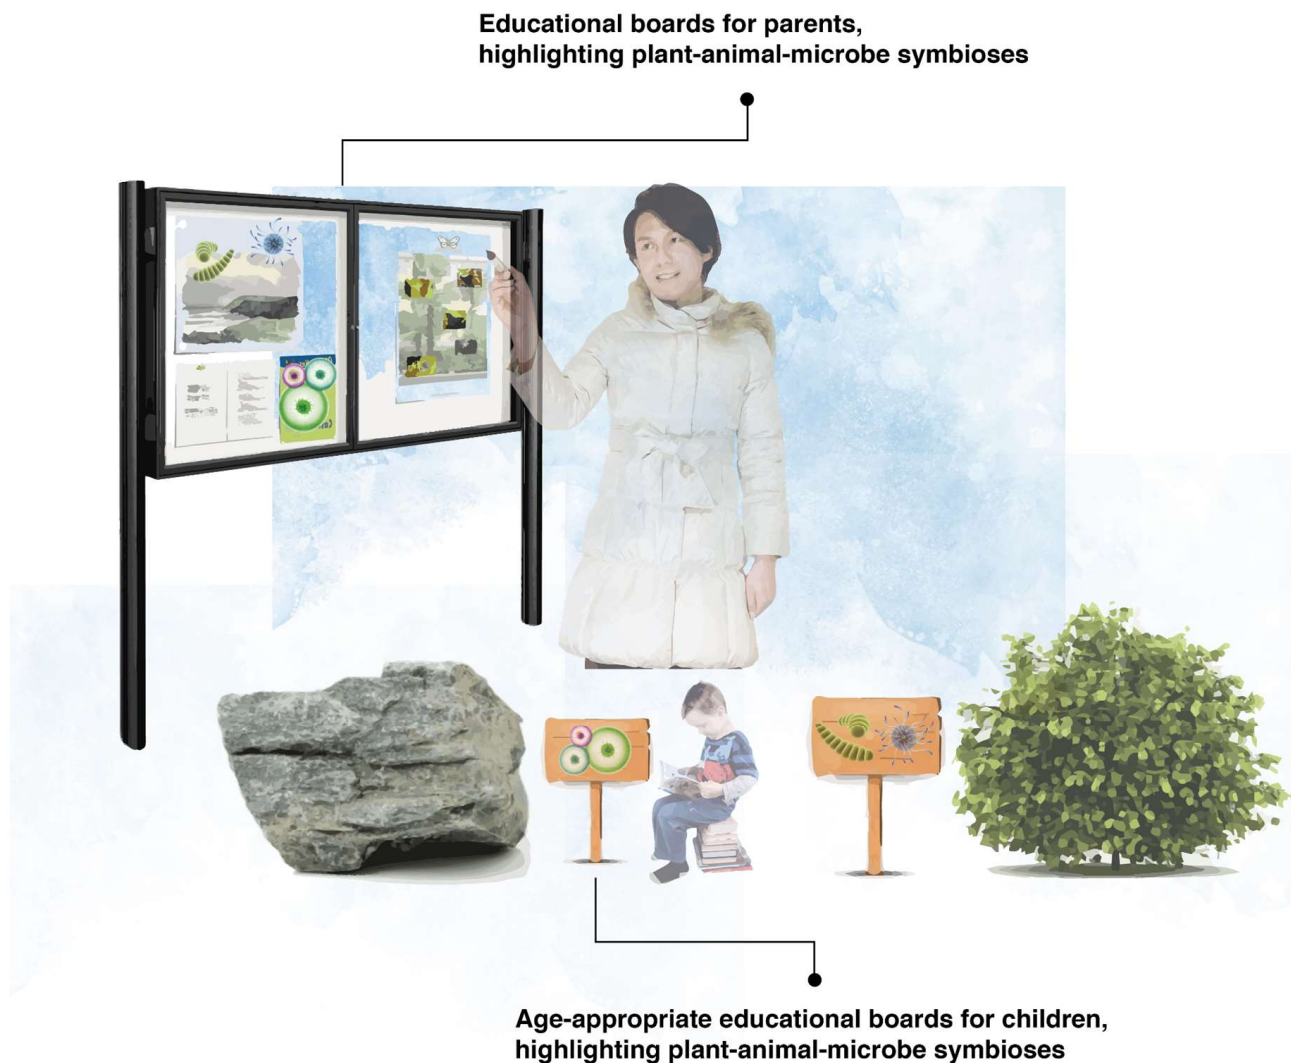 Educational boards for parents,
highlighting plant-animal-microbe symbioses
Age-appropriate educational boards for children,
highlighting plant-animal-microbe symbioses